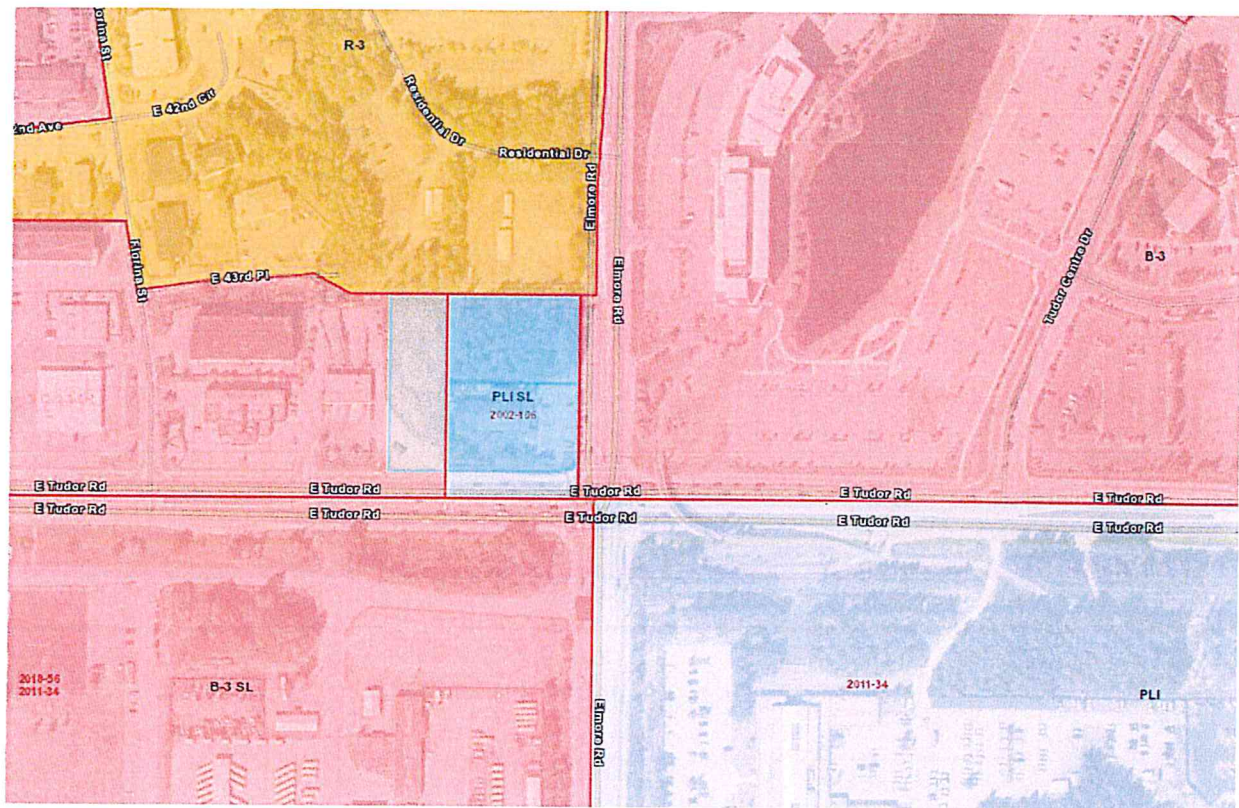 orina St
R-3
E 42nd Cir
2nd Ave
Residential Dr
Residential Dr
Elmore Rd
Elmore Rd
Florina St
E 43rd Pl
Tudor Centre Dr
B-3
PLI SL
2002-106
E Tudor Rd
E Tudor Rd
E Tudor Rd
E Tudor Rd
E Tudor Rd
E Tudor Rd
E Tudor Rd
E Tudor Rd
E Tudor Rd
E Tudor Rd
2018-56
2011-34
B-3 SL
2011-34
PLI
Elmore Rd